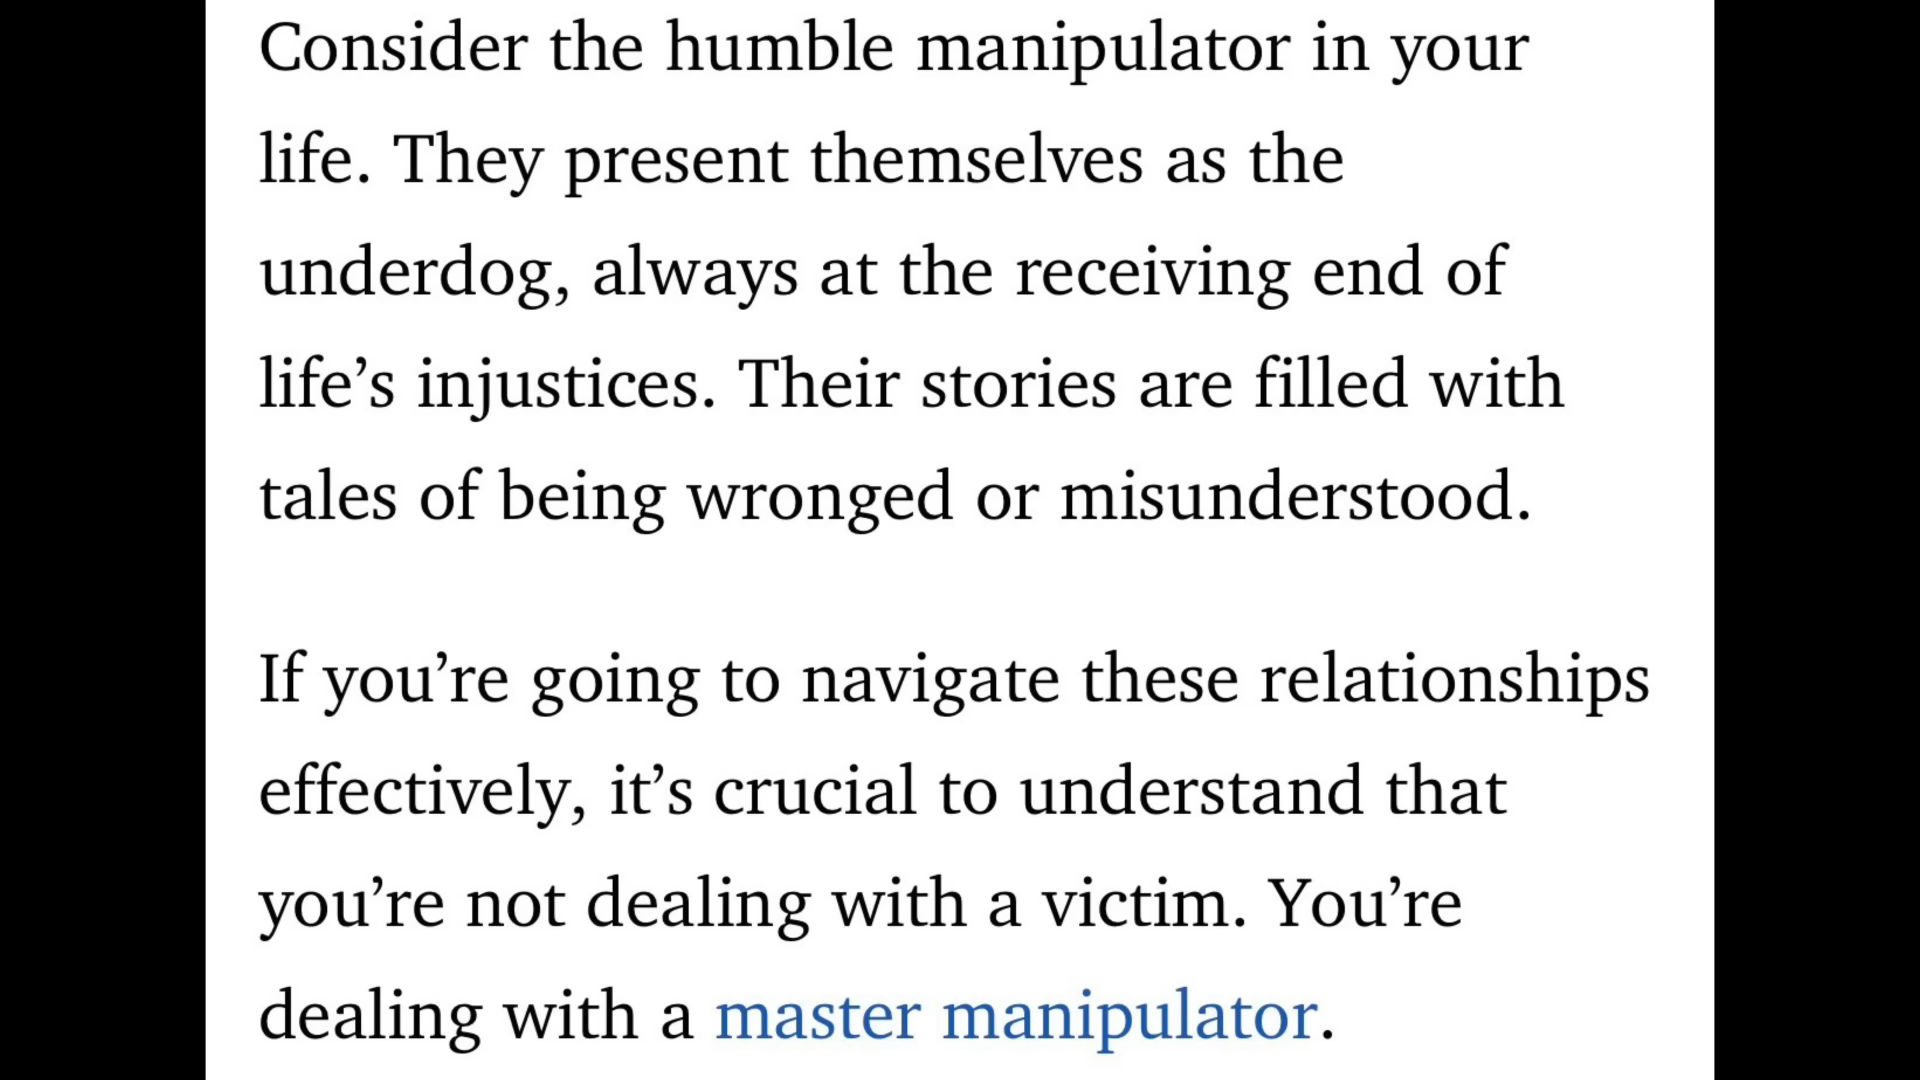 Consider the humble manipulator in your
life. They present themselves as the
underdog, always at the receiving end of
life’s injustices. Their stories are filled with
tales of being wronged or misunderstood.
If you’re going to navigate these relationships
effectively, it’s crucial to understand that
you’re not dealing with a victim. You’re
dealing with a master manipulator.